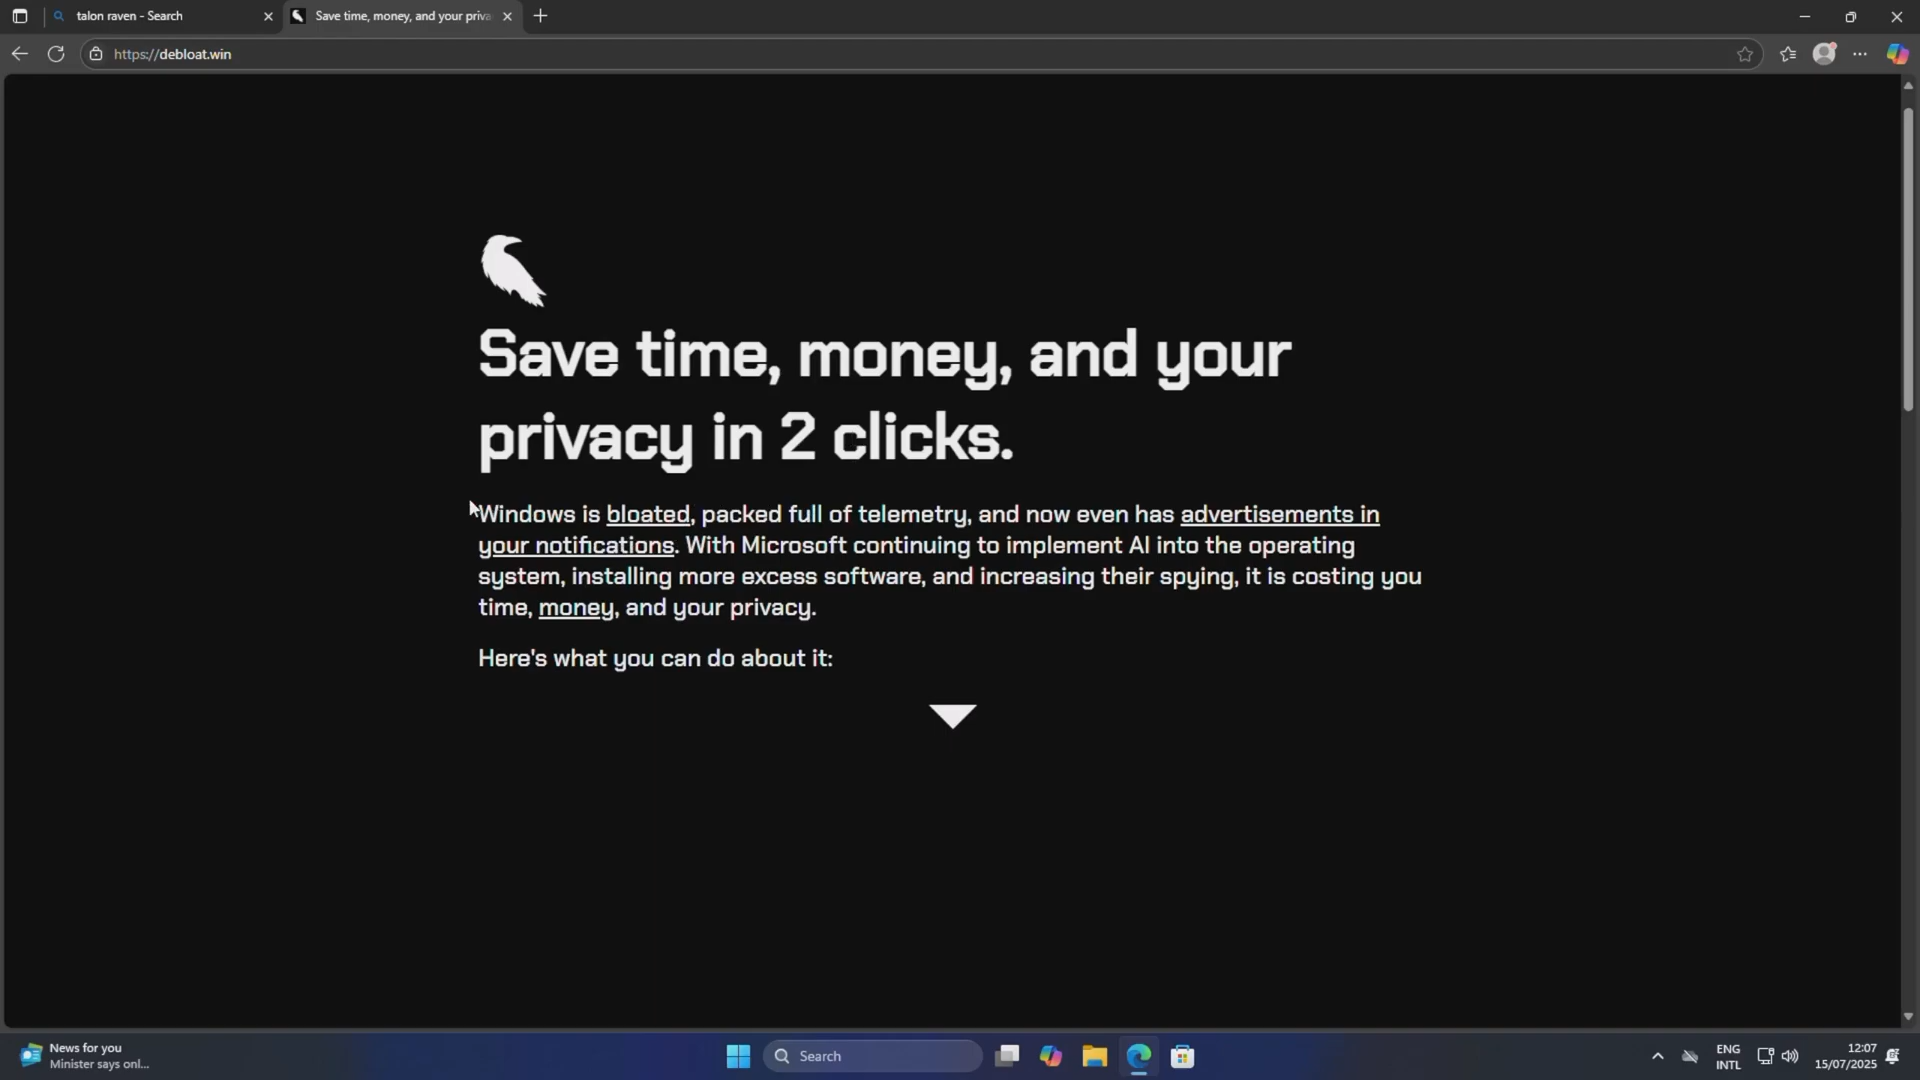 talon raven - Search
Save time, money, and your priva
https://debloat.win
Save time, money, and your
privacy in 2 clicks.
Windows is bloated, packed full of telemetry, and now even has advertisements in
your notifications. With Microsoft continuing to implement AI into the operating
system, installing more excess software, and increasing their spying, it is costing you
time, money, and your privacy.
Here's what you can do about it:
News for you
Minister says onl...
Search
ENG
INTL
12:07
15/07/2025